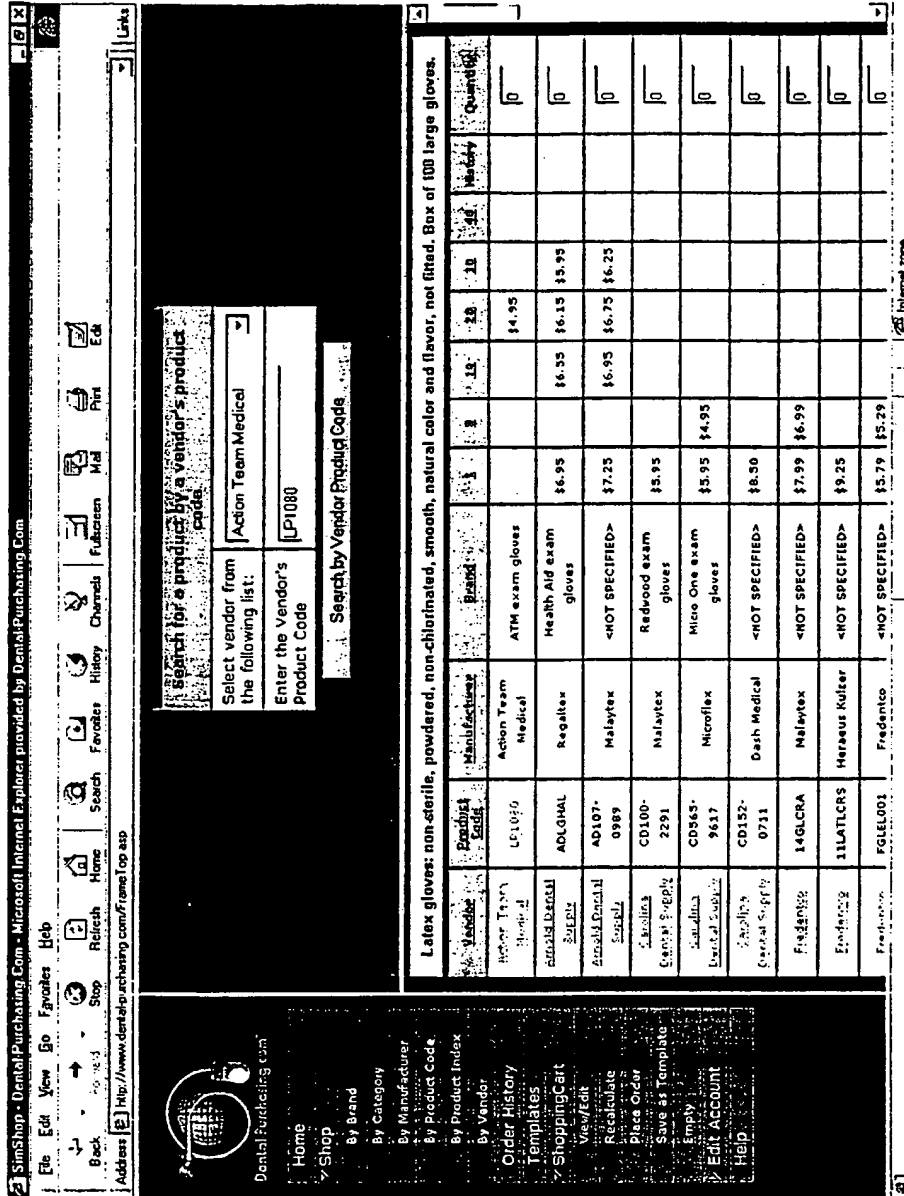 SimShop - Dental-Purchasing.Com - Microsoft Internet Explorer provided by Dental-Purchasing.Com
File Edit View Go Favorites Help
Back Stop Refresh Home Search Favorites History Channels Fullscreen Mail Print Edit
Address http://www.dental-purchasing.com/FrameTop.asp Links
Dental Purchasing.com
Home
Shop
By Brand
By Category
By Manufacturer
By Product Code
By Product Index
By Vendor
Order History
Templates
ShoppingCart
View/Edit
Recalculate
Place Order
Save as Template
Empty
Edit Account
Help
Search for a product by a vendor's product
code
Select vendor from
the following list:
Action Team Medical
Enter the Vendor's
Product Code
LP1080
Search by Vendor Product Code
Latex gloves: non-sterile, powdered, non-chlorinated, smooth, natural color and flavor, not fitted. Box of 100 large gloves.
Vendor Product Code Manufacturer Brand 1 History Quantity
Action Team Medical LP1080 Action Team Medical ATM exam gloves $4.95 0
Arnold Dental Supply ADLGHAL Regaltex Health Aid exam gloves $6.95 $6.55 $6.15 $5.95 0
Arnold Dental Supply AD107-0989 Malaytex <NOT SPECIFIED> $7.25 $6.95 $6.75 $6.25 0
Carolina Dental Supply CD100-2291 Malaytex Redwood exam gloves $5.95 0
Carolina Dental Supply CD565-9617 Microflex Micro One exam gloves $5.95 $4.95 0
Carolina Dental Supply CD152-0711 Dash Medical <NOT SPECIFIED> $8.50 0
Fredentco 14GLCRA Malaytex <NOT SPECIFIED> $7.99 $6.99 0
Fredentco 11LATLCRS Heraeus Kulzer <NOT SPECIFIED> $9.25 0
Fredentco FGLEL001 Fredentco <NOT SPECIFIED> $5.79 $5.29 0
Internet zone